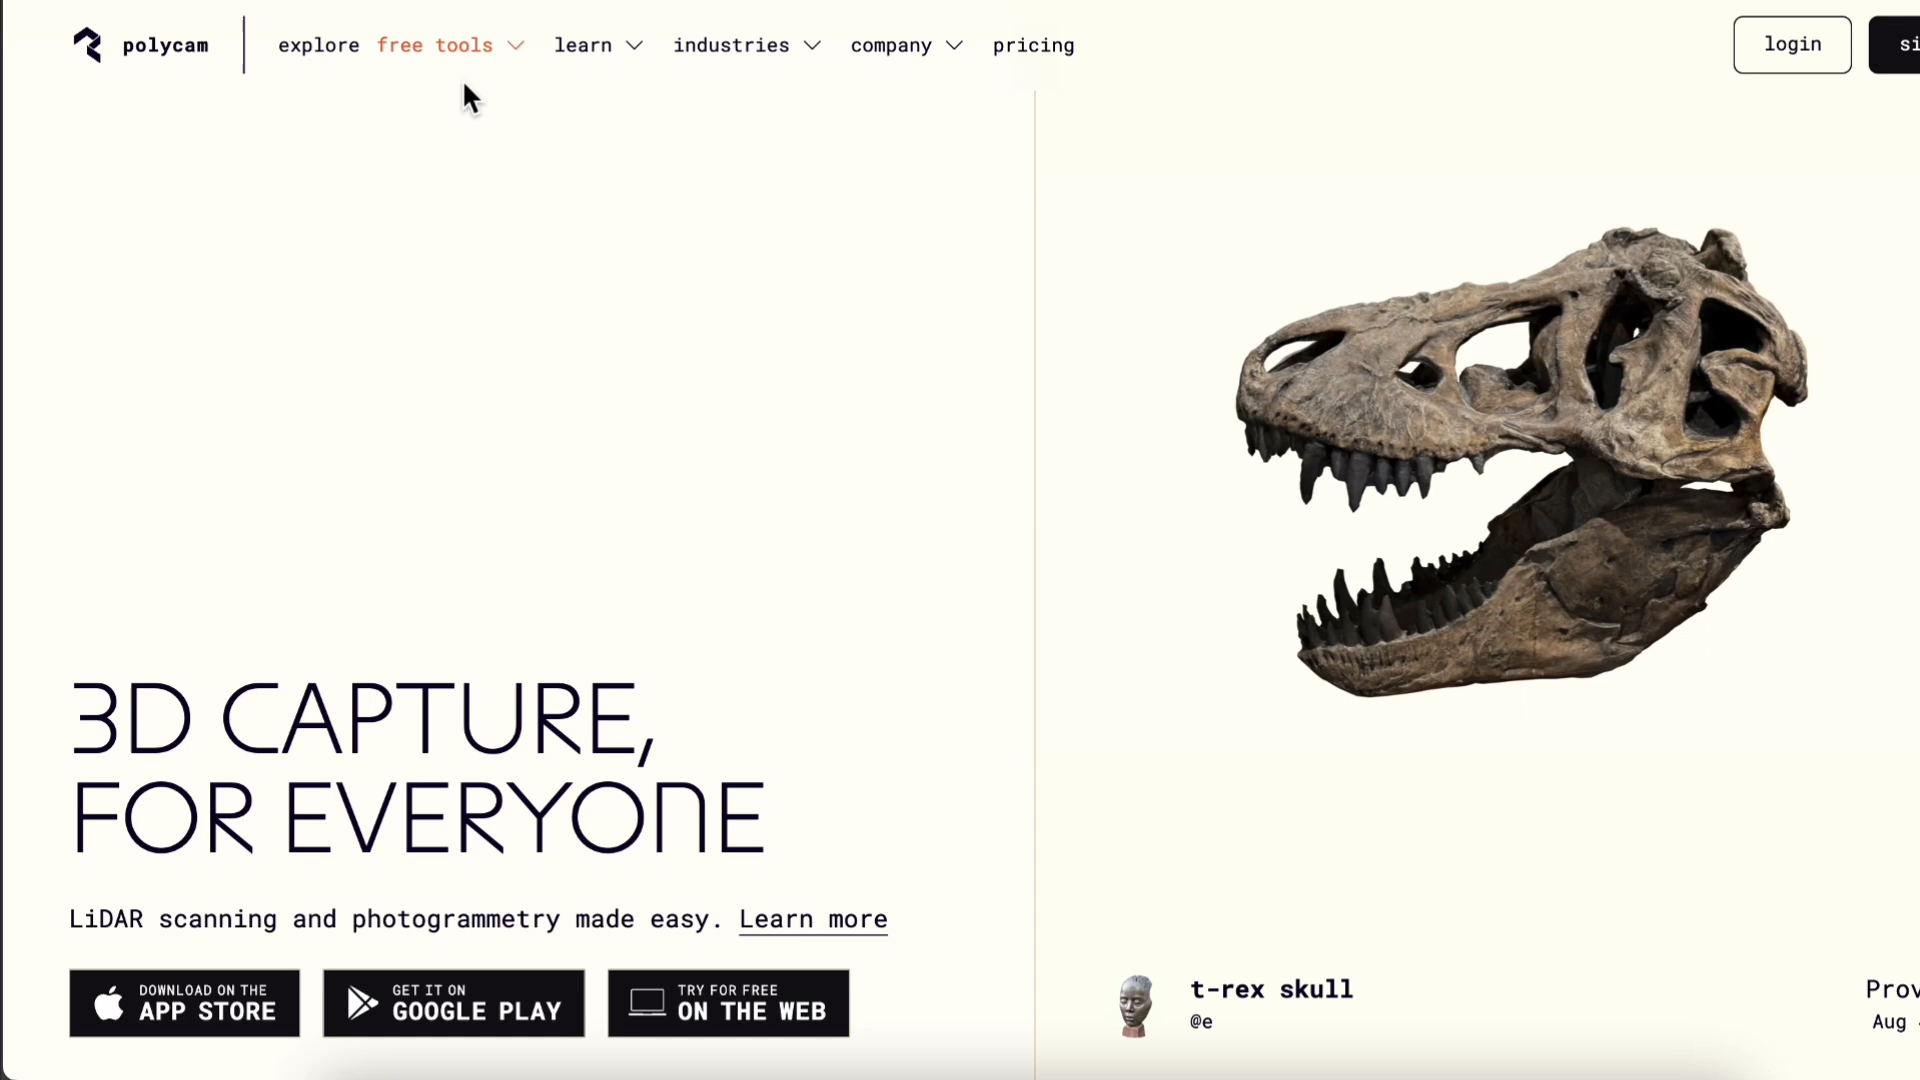 polycam
explore free tools learn industries company pricing
login
3D CAPTURE,
FOR EVERYONE
LiDAR scanning and photogrammetry made easy. Learn more
DOWNLOAD ON THE
APP STORE
GET IT ON
GOOGLE PLAY
TRY FOR FREE
ON THE WEB
t-rex skull
@e
Aug